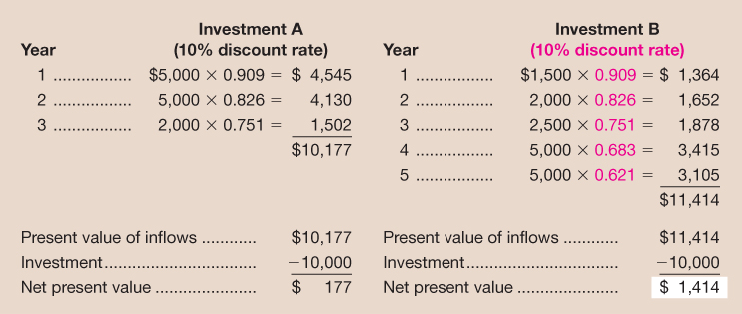 Investment A
Year (10% discount rate)
1 ................. $5,000 × 0.909 = $ 4,545
2 ................. 5,000 × 0.826 = 4,130
3 ................. 2,000 × 0.751 = 1,502
$10,177
Present value of inflows ............ $10,177
Investment................................. −10,000
Net present value ...................... $ 177
Investment B
Year (10% discount rate)
1 ................. $1,500 × 0.909 = $ 1,364
2 ................. 2,000 × 0.826 = 1,652
3 ................. 2,500 × 0.751 = 1,878
4 ................. 5,000 × 0.683 = 3,415
5 ................. 5,000 × 0.621 = 3,105
$11,414
Present value of inflows ............ $11,414
Investment................................. −10,000
Net present value ...................... $ 1,414